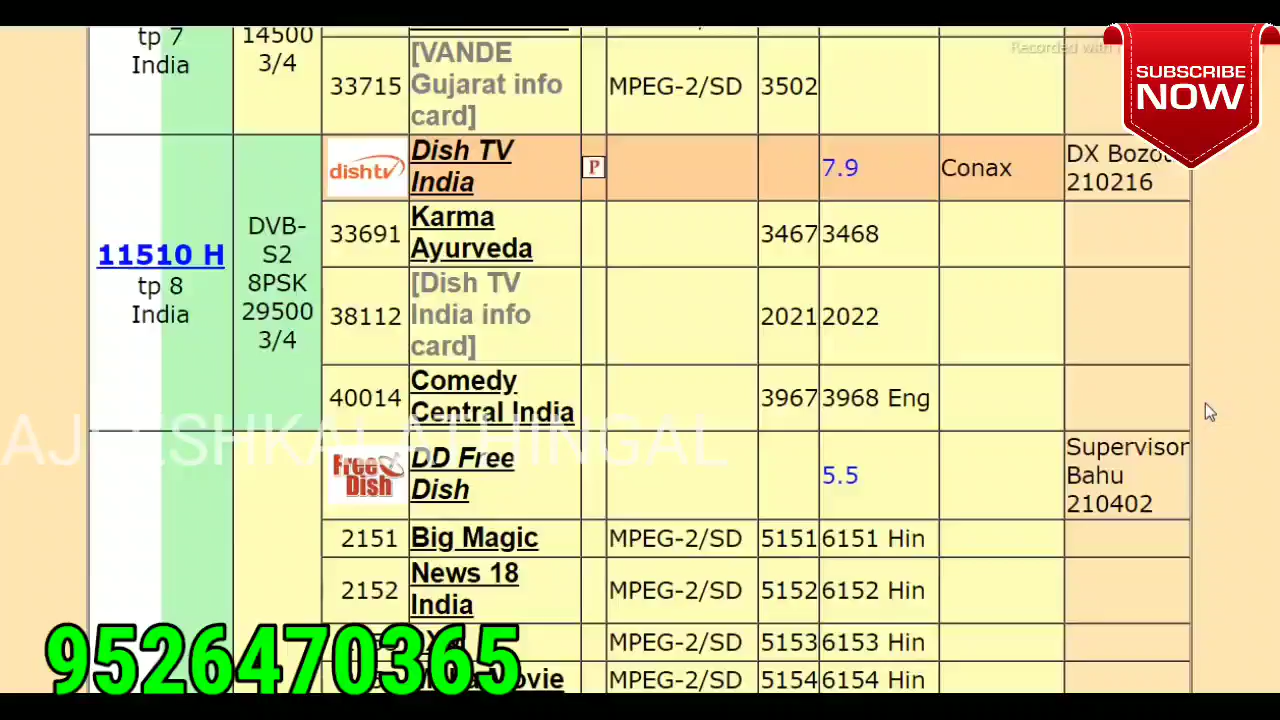 tp 7
India
14500
3/4
33715
[VANDE
Gujarat info
card]
MPEG-2/SD
3502
Recorded with
SUBSCRIBE
NOW
11510 H
tp 8
India
DVB-
S2
8PSK
29500
3/4
dishtv
Dish TV
India
P
7.9
Conax
DX
210216
33691
Karma
Ayurveda
3467
3468
38112
[Dish TV
India info
card]
2021
2022
40014
Comedy
Central India
3967
3968 Eng
Free
Dish
DD Free
Dish
5.5
Supervisor
Bahu
210402
2151
Big Magic
MPEG-2/SD
5151
6151 Hin
2152
News 18
India
MPEG-2/SD
5152
6152 Hin
MPEG-2/SD
5153
6153 Hin
MPEG-2/SD
5154
6154 Hin
9526470365